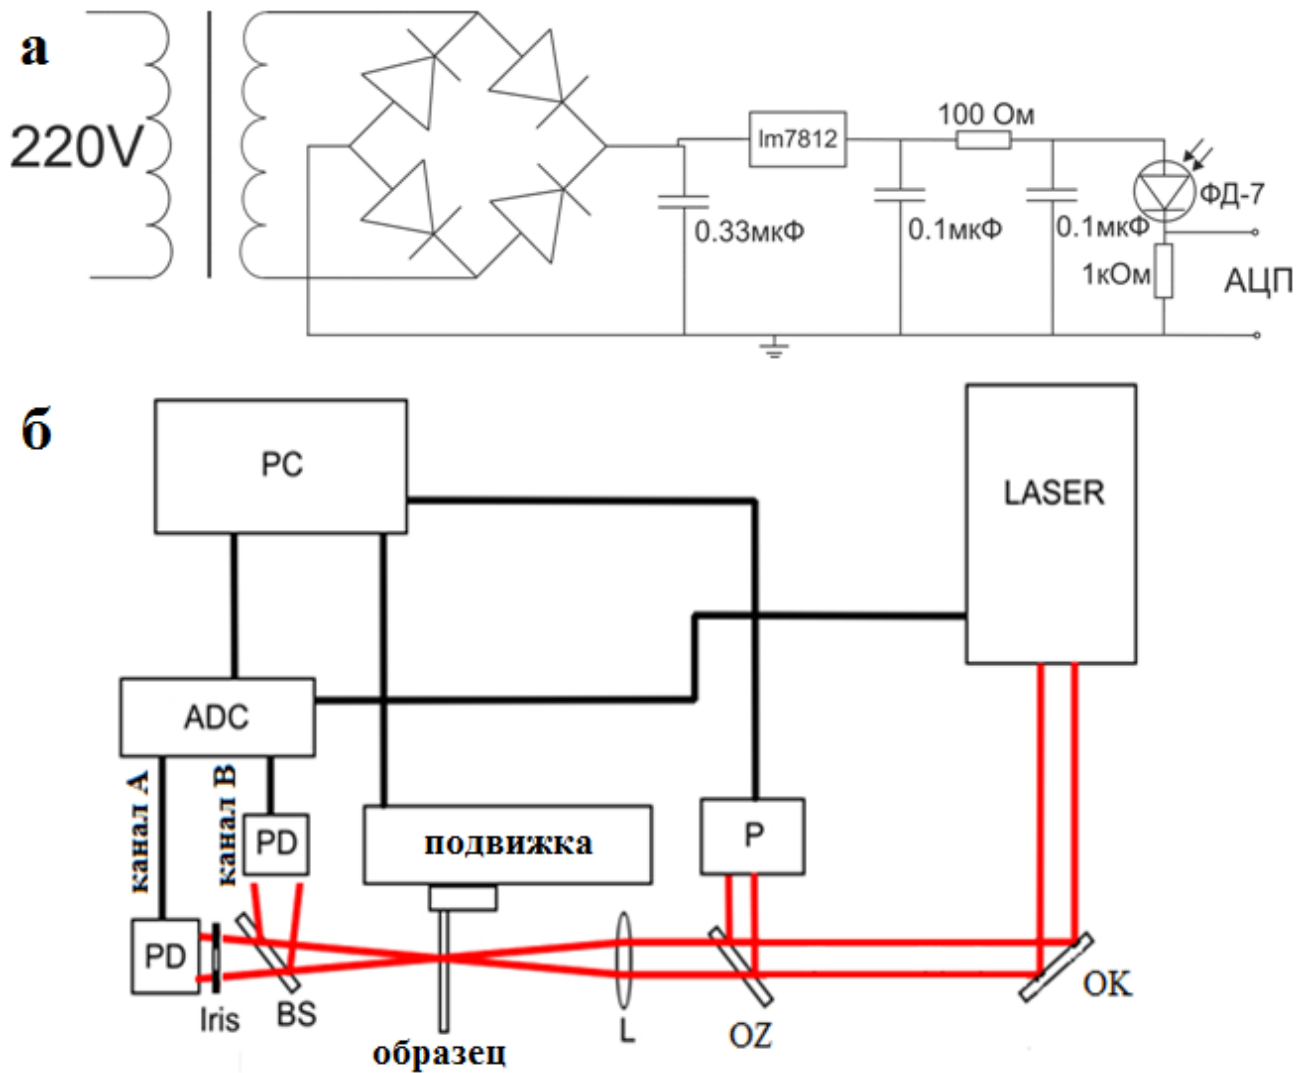 а
220V
lm7812
100 Ом
0.33мкФ
0.1мкФ
0.1мкФ
ФД-7
1кОм
АЦП
б
PC
LASER
ADC
канал А
канал В
PD
подвижка
P
PD
Iris
BS
образец
L
OZ
OK